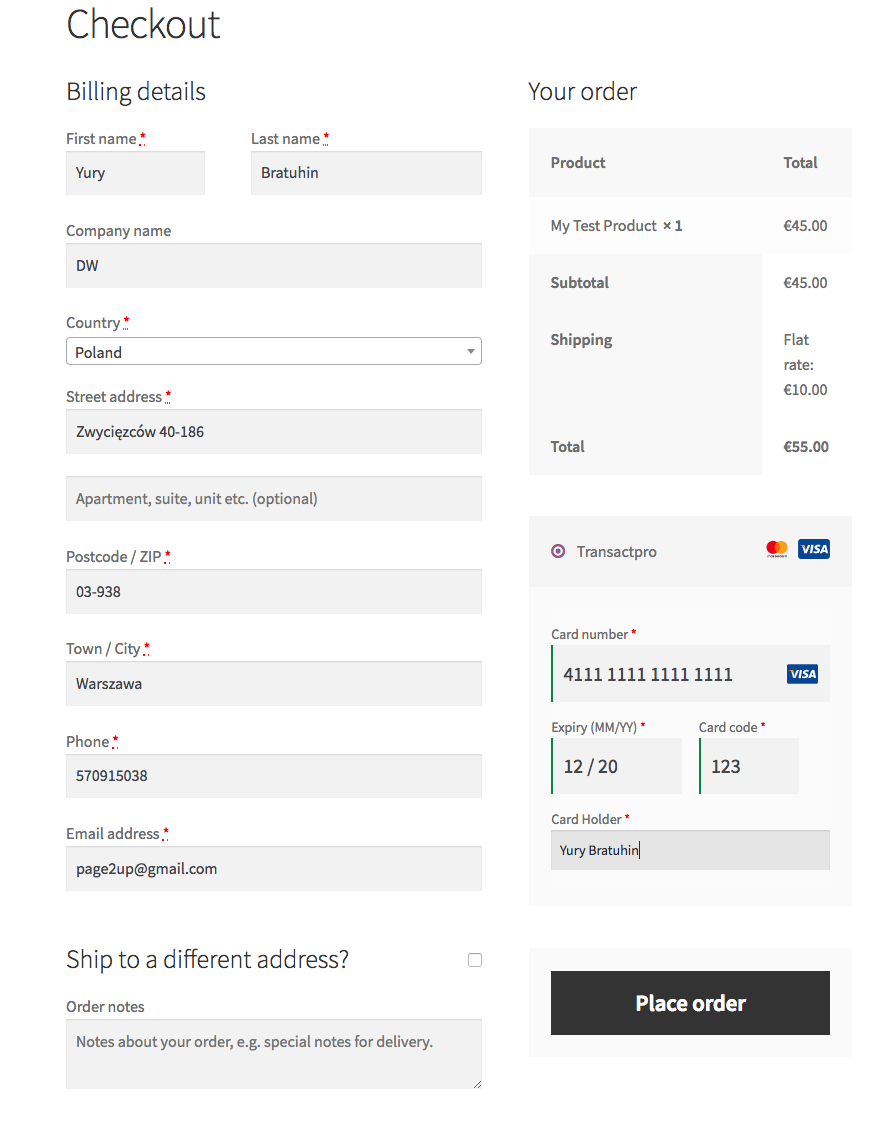 Checkout
Billing details
First name * Last name *
Yury Bratuhin
Company name
DW
Country *
Poland
Street address *
Zwycięzców 40-186
Apartment, suite, unit etc. (optional)
Postcode / ZIP *
03-938
Town / City *
Warszawa
Phone *
570915038
Email address *
page2up@gmail.com
Ship to a different address?
Order notes
Notes about your order, e.g. special notes for delivery.
Your order
Product Total
My Test Product × 1 €45.00
Subtotal €45.00
Shipping Flat
rate:
€10.00
Total €55.00
Transactpro VISA
Card number *
4111 1111 1111 1111 VISA
Expiry (MM/YY) * Card code *
12 / 20 123
Card Holder *
Yury Bratuhin
Place order